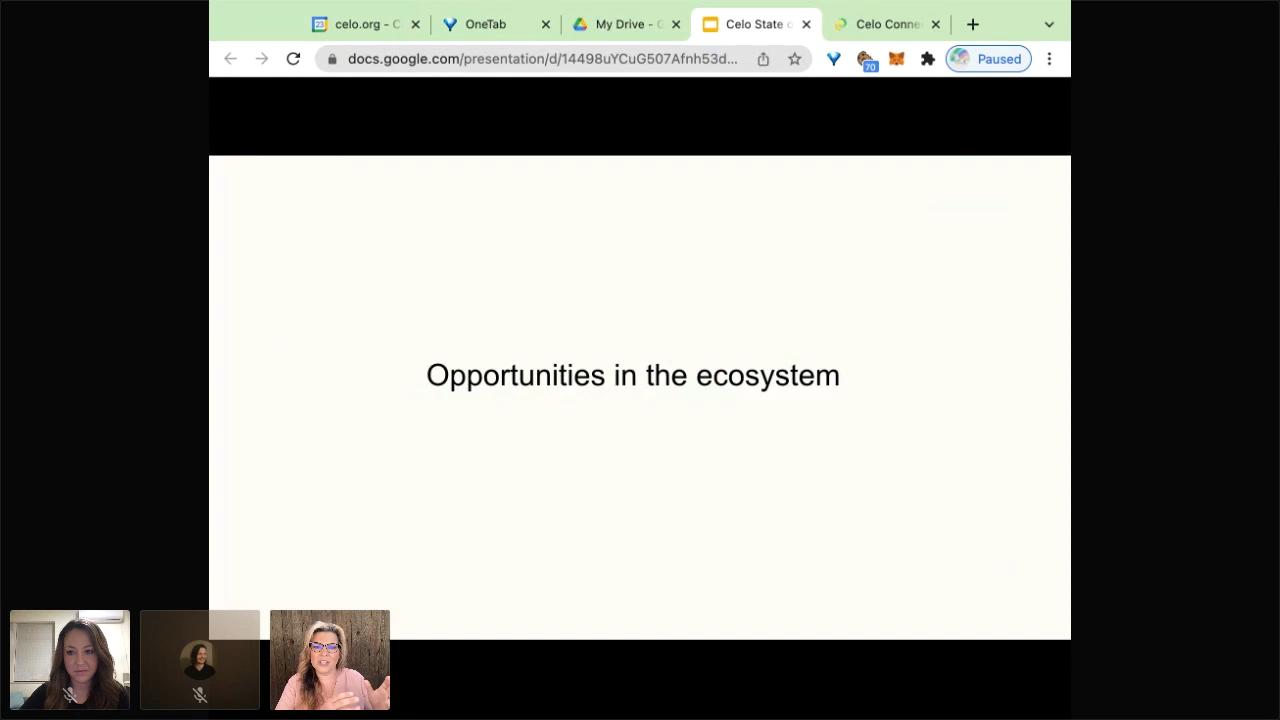 23 celo.org - C
OneTab
My Drive - G
Celo State o
Celo Conne
docs.google.com/presentation/d/14498uYCuG507Afnh53d...
70
Paused
Opportunities in the ecosystem